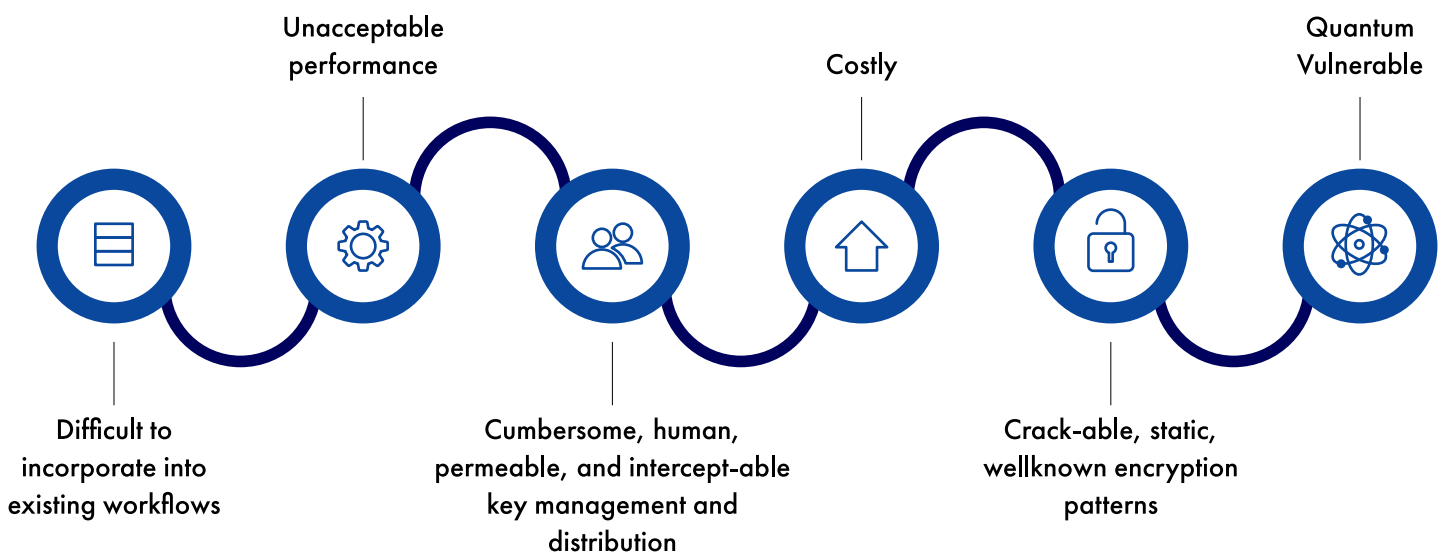 Difficult to
incorporate into
existing workflows
Unacceptable
performance
Cumbersome, human,
permeable, and intercept-able
key management and
distribution
Costly
Crack-able, static,
wellknown encryption
patterns
Quantum
Vulnerable